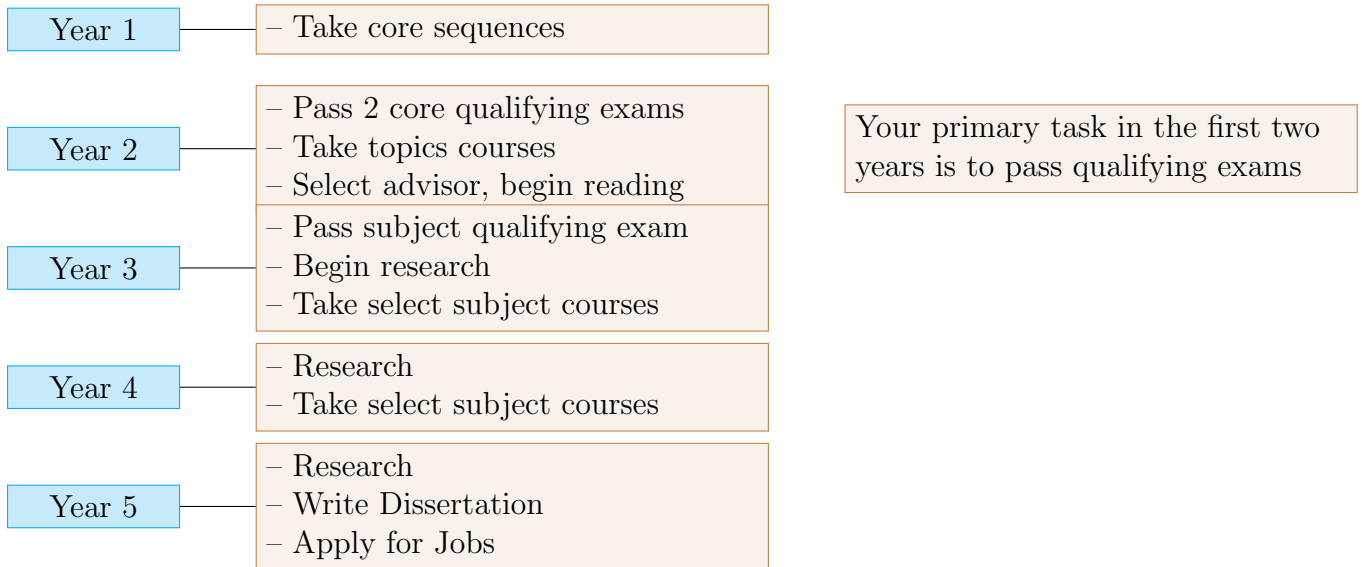 Year 1
– Take core sequences
Year 2
– Pass 2 core qualifying exams
– Take topics courses
– Select advisor, begin reading
Your primary task in the first two
years is to pass qualifying exams
Year 3
– Pass subject qualifying exam
– Begin research
– Take select subject courses
Year 4
– Research
– Take select subject courses
Year 5
– Research
– Write Dissertation
– Apply for Jobs